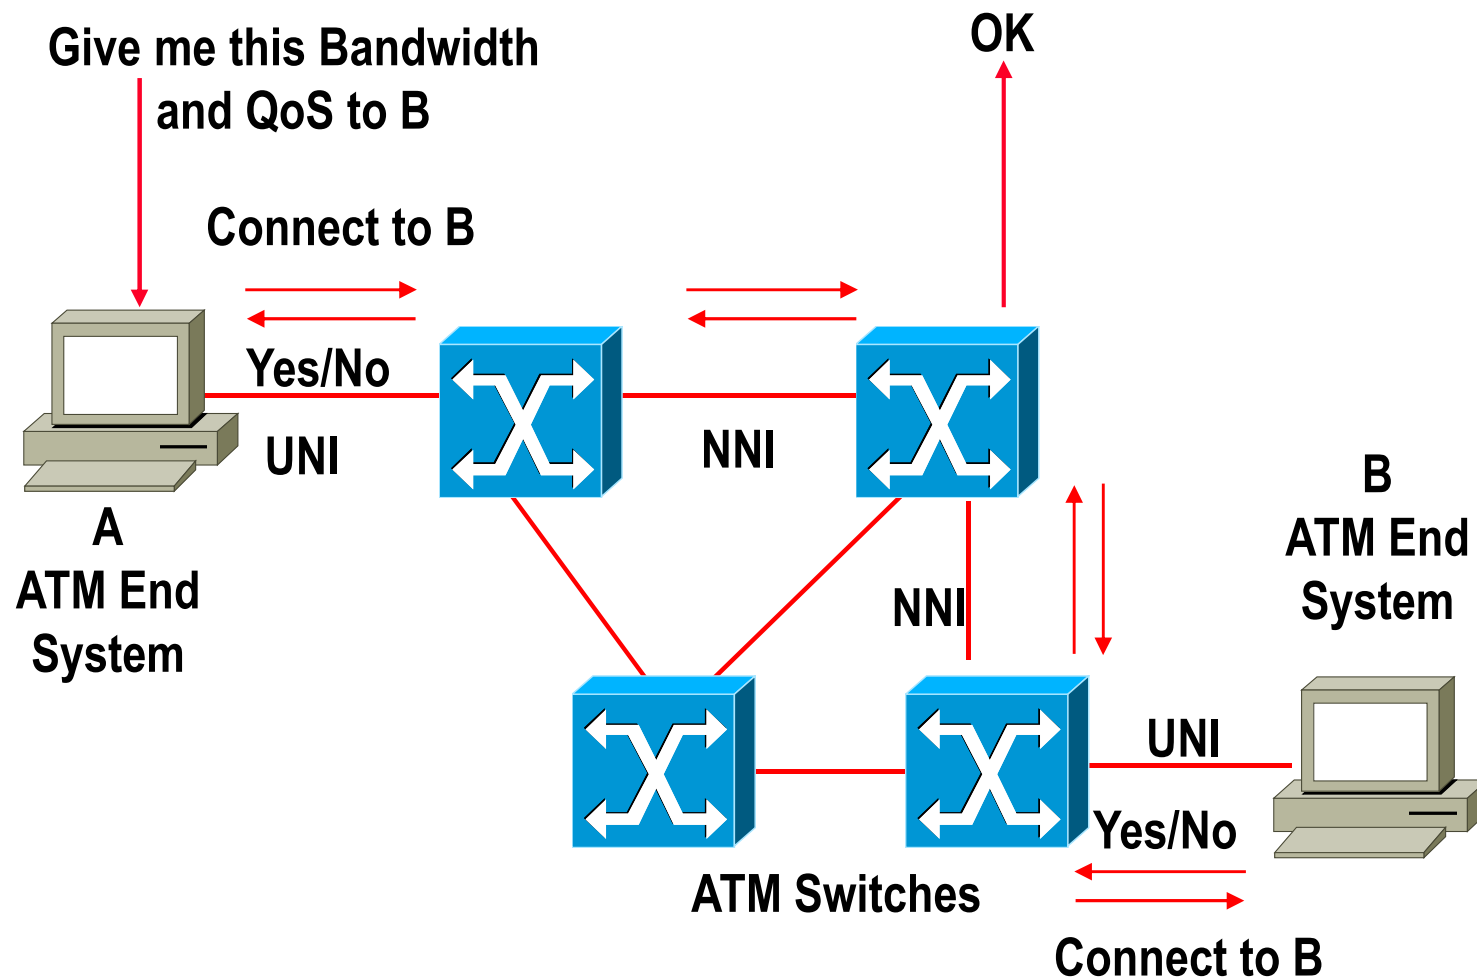 Give me this Bandwidth
and QoS to B
OK
Connect to B
Yes/No
UNI
NNI
A
ATM End
System
B
ATM End
System
NNI
UNI
Yes/No
ATM Switches
Connect to B